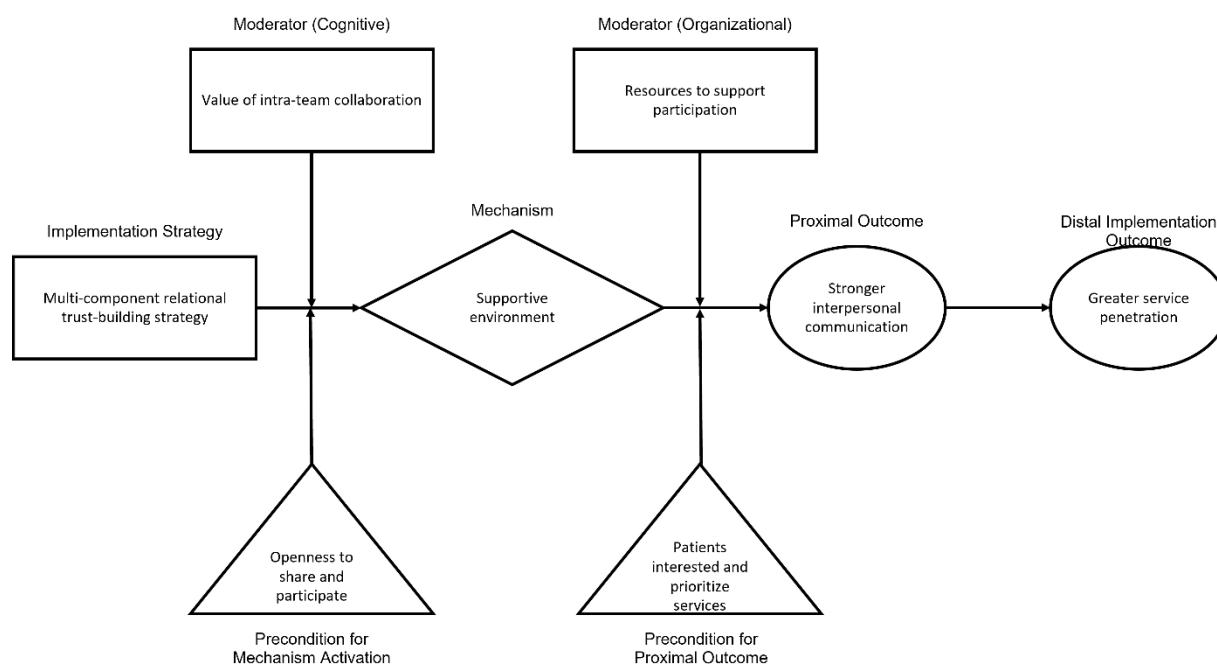 Moderator (Cognitive)
Moderator (Organizational)
Value of intra-team collaboration
Resources to support
participation
Mechanism
Implementation Strategy
Proximal Outcome
Distal Implementation
Outcome
Multi-component relational
trust-building strategy
Supportive
environment
Stronger
interpersonal
communication
Greater service
penetration
Openness to
share and
participate
Patients
interested and
prioritize
services
Precondition for
Mechanism Activation
Precondition for
Proximal Outcome